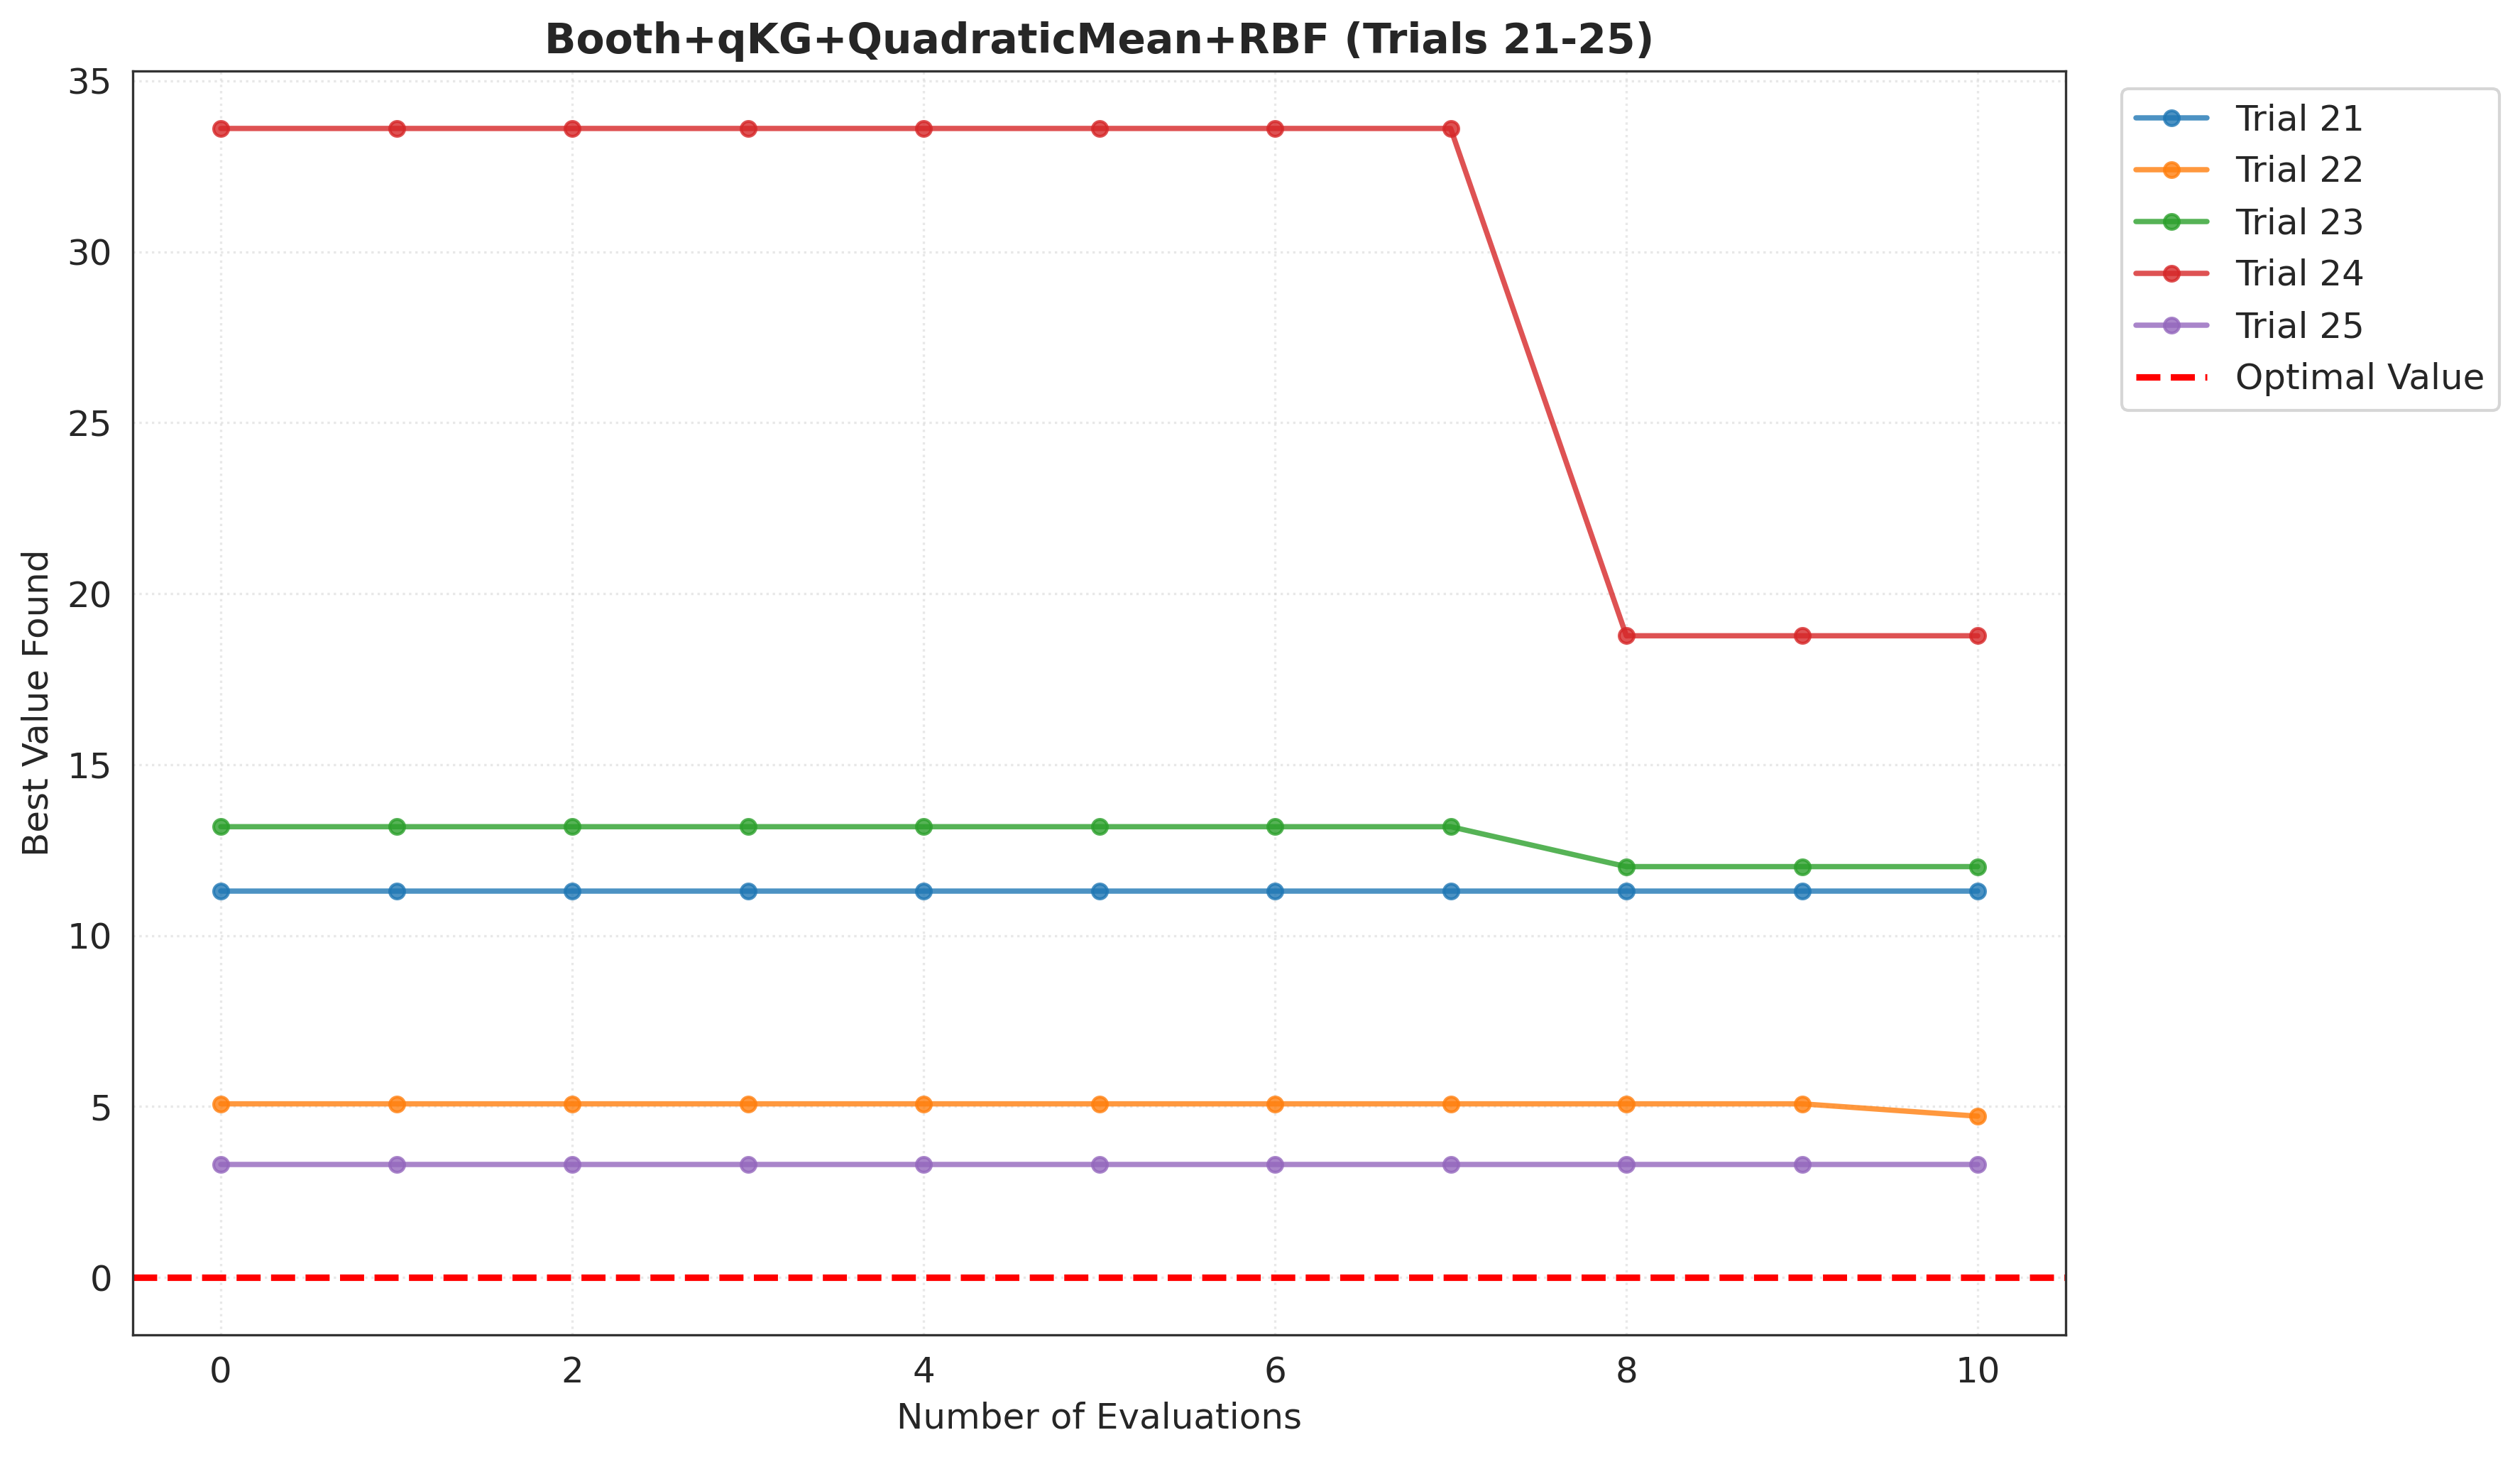 Booth+qKG+QuadraticMean+RBF (Trials 21-25)
35
30
25
20
15
10
5
0
Best Value Found
0 2 4 6 8 10
Number of Evaluations
Trial 21
Trial 22
Trial 23
Trial 24
Trial 25
Optimal Value